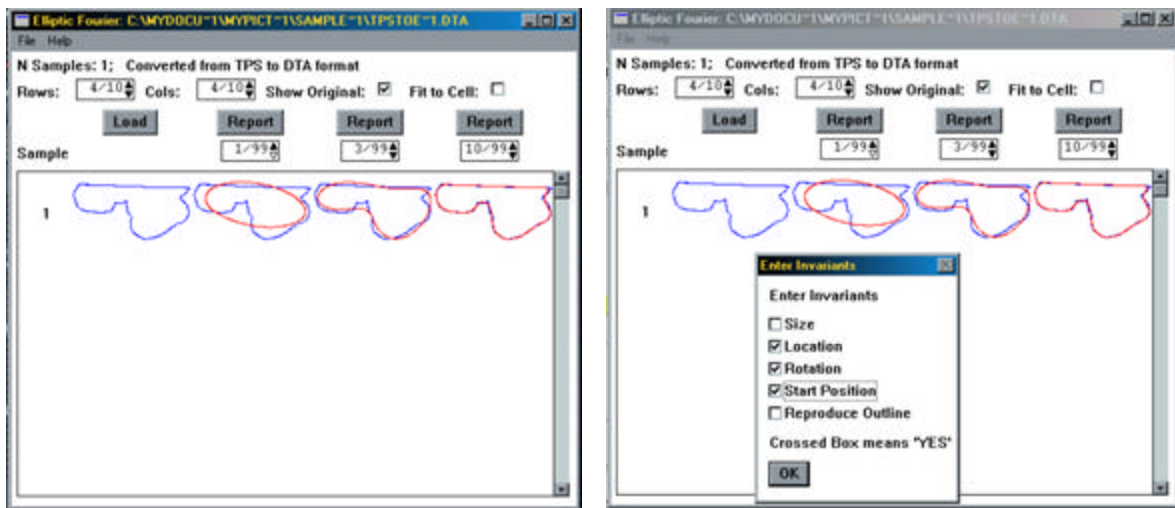 Elliptic Fourier: C:\MYDOCU~1\MYPICT~1\SAMPLE~1\TPSTOE~1.DTA
File Help
N Samples: 1; Converted from TPS to DTA format
Rows: 4/10 Cols: 4/10 Show Original: Fit to Cell:
Load Report Report Report
Sample 1/99 3/99 10/99
1
Elliptic Fourier: C:\MYDOCU~1\MYPICT~1\SAMPLE~1\TPSTOE~1.DTA
File Help
N Samples: 1; Converted from TPS to DTA format
Rows: 4/10 Cols: 4/10 Show Original: Fit to Cell:
Load Report Report Report
Sample 1/99 3/99 10/99
1
Enter Invariants
Enter Invariants
Size
Location
Rotation
Start Position
Reproduce Outline
Crossed Box means "YES"
OK